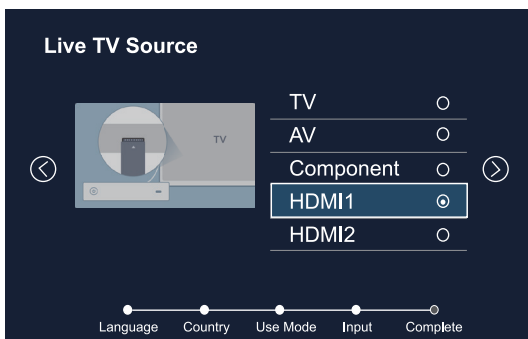 Live TV Source
TV
TV
AV
Component
HDMI1
HDMI2
Language Country Use Mode Input Complete